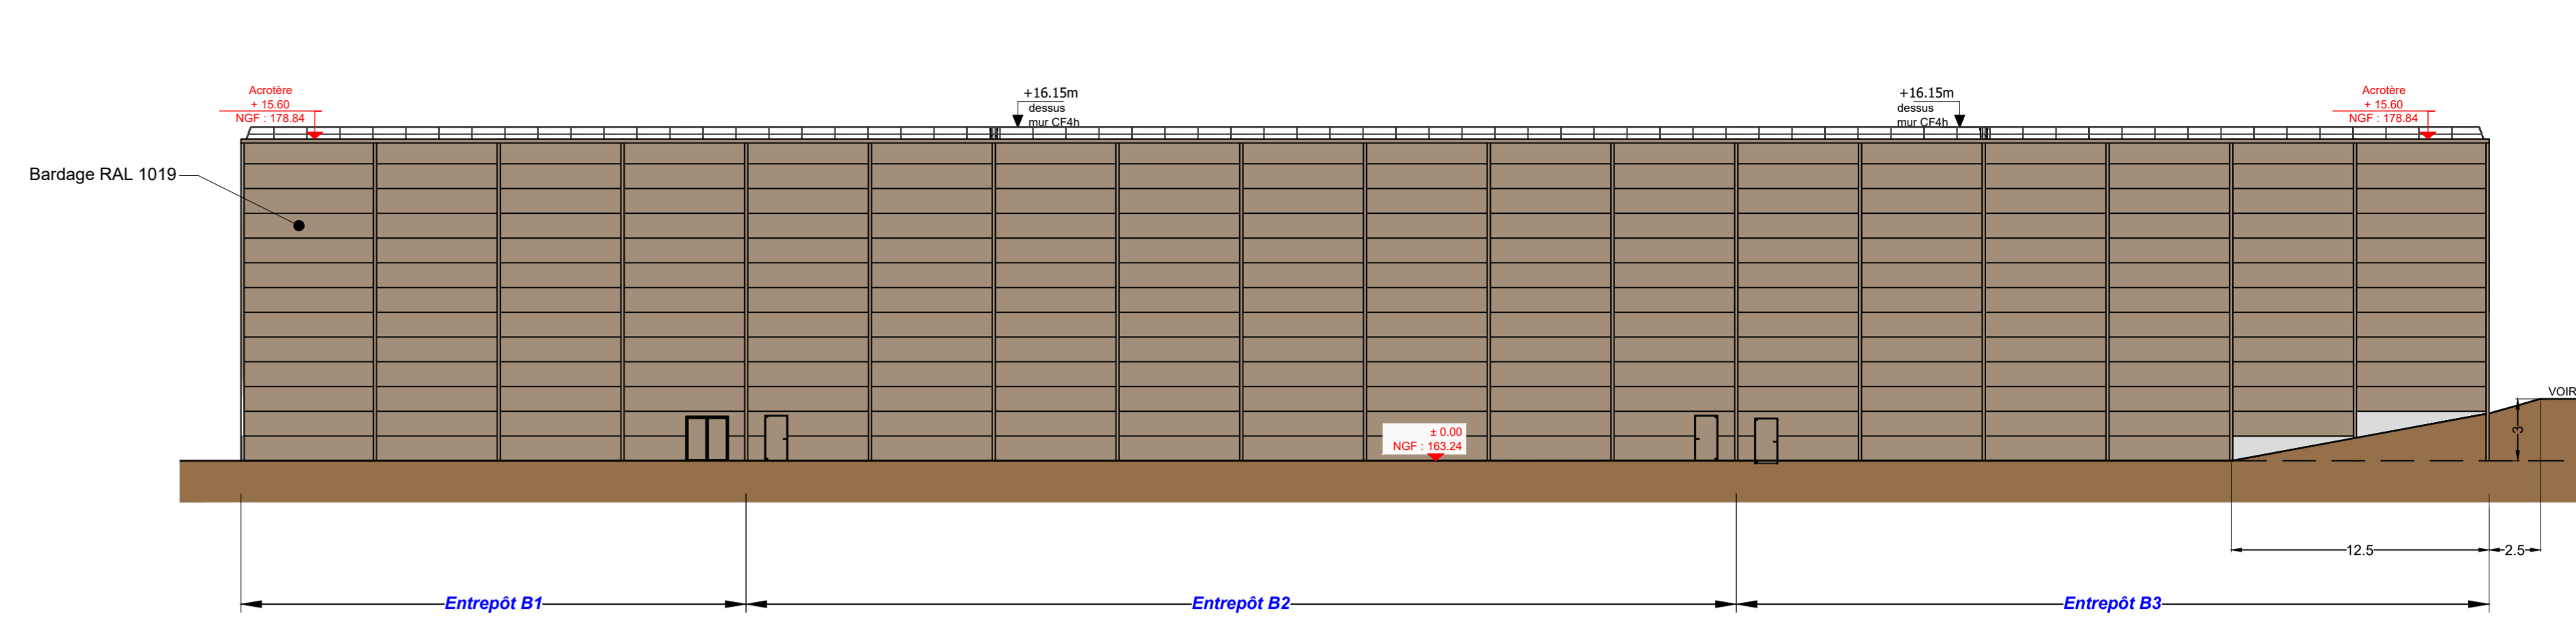 Acrotère
+ 15.60
NGF : 178.84
+16.15m
dessus
mur CF4h
+16.15m
dessus
mur CF4h
Acrotère
+ 15.60
NGF : 178.84
Bardage RAL 1019
VOIR
3
± 0.00
NGF : 163.24
12.5
2.5
Entrepôt B1
Entrepôt B2
Entrepôt B3